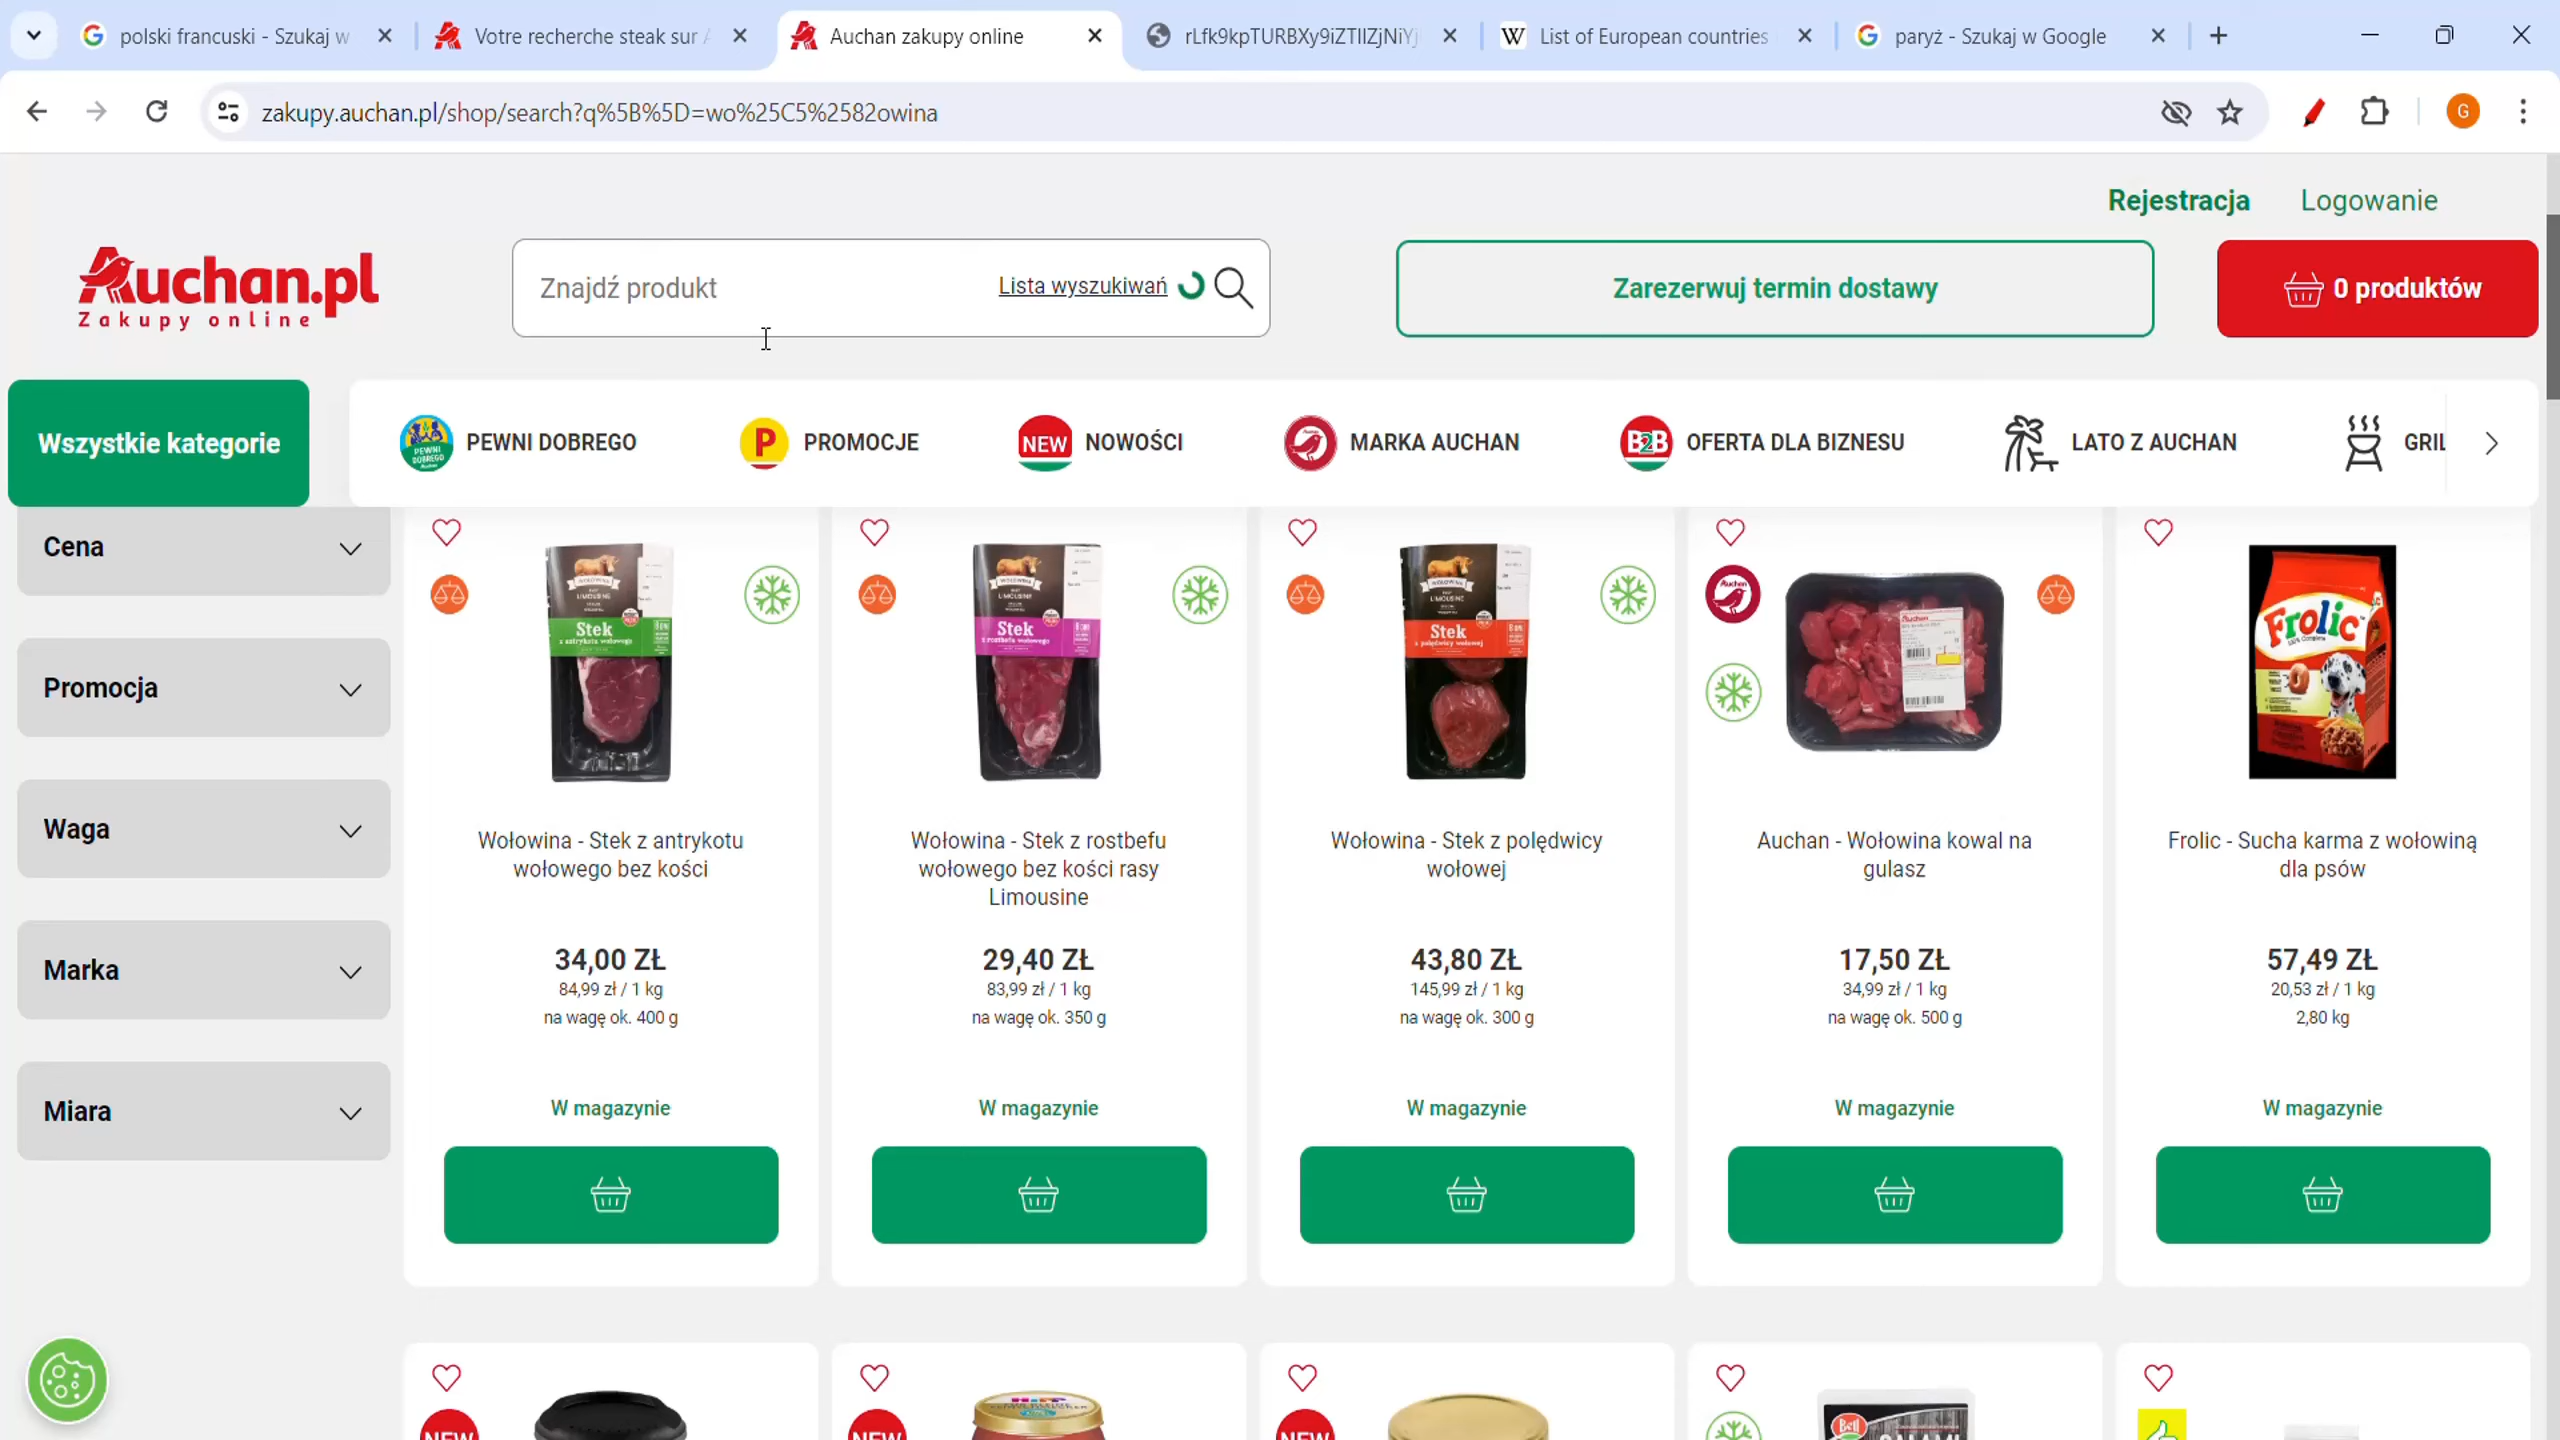 polski francuski - Szukaj w
Votre recherche steak sur
Auchan zakupy online
List of European countries
paryż - Szukaj w Google
zakupy.auchan.pl/shop/search?q%5B%5D=wo%25C5%2582owina
G
Rejestracja
Logowanie
Auchan.pl
Zakupy online
Znajdź produkt
Lista wyszukiwań
Zarezerwuj termin dostawy
0 produktów
Wszystkie kategorie
PEWNI DOBREGO
PROMOCJE
NEW NOWOŚCI
MARKA AUCHAN
B2B OFERTA DLA BIZNESU
LATO Z AUCHAN
GRIL
Cena
Promocja
Waga
Marka
Miara
Stek
Stek
Stek
Frolic
Wołowina - Stek z antrykotu
wołowego bez kości
34,00 ZŁ
84,99 zł / 1 kg
na wagę ok. 400 g
W magazynie
Wołowina - Stek z rostbefu
wołowego bez kości rasy
Limousine
29,40 ZŁ
83,99 zł / 1 kg
na wagę ok. 350 g
W magazynie
Wołowina - Stek z polędwicy
wołowej
43,80 ZŁ
145,99 zł / 1 kg
na wagę ok. 300 g
W magazynie
Auchan - Wołowina kowal na
gulasz
17,50 ZŁ
34,99 zł / 1 kg
na wagę ok. 500 g
W magazynie
Frolic - Sucha karma z wołowiną
dla psów
57,49 ZŁ
20,53 zł / 1 kg
2,80 kg
W magazynie
NEW
NEW
HiPP
NEW
Bell
SALAMI